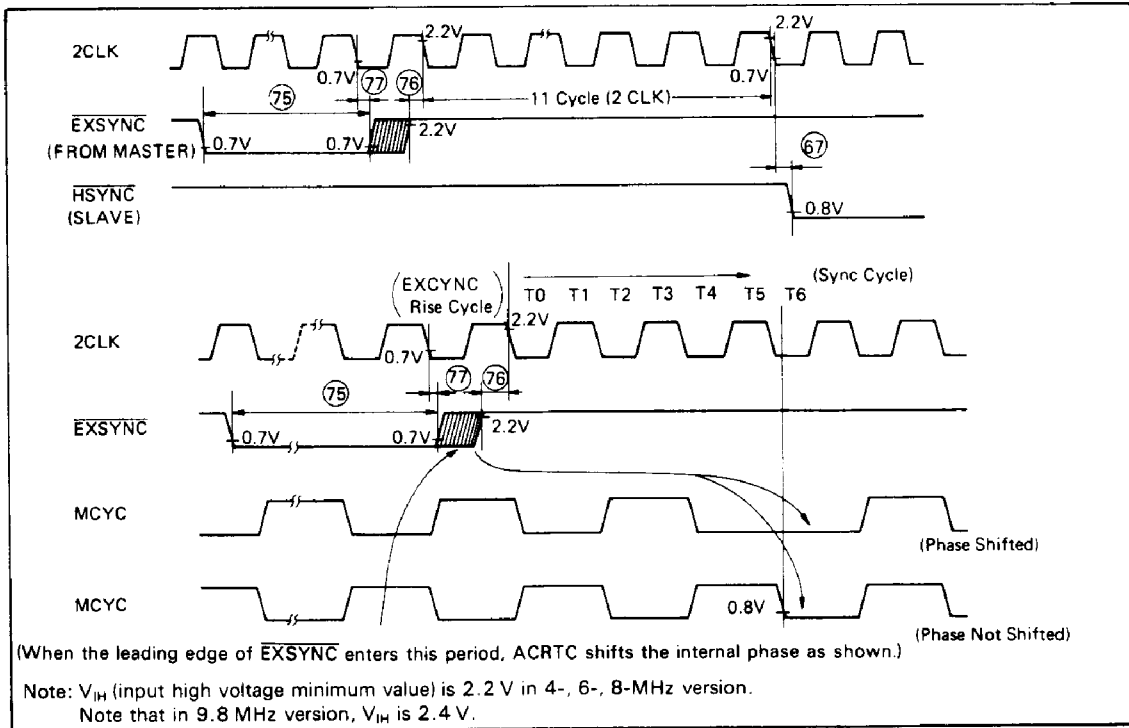 2CLK
2.2V
0.7V
77
76
2.2V
11 Cycle (2 CLK)
0.7V
75
EXSYNC
(FROM MASTER)
0.7V
0.7V
2.2V
67
HSYNC
(SLAVE)
0.8V
(EXCYNC
Rise Cycle)
T0 T1 T2 T3 T4 T5 T6
(Sync Cycle)
2CLK
2.2V
0.7V
77
76
75
EXSYNC
0.7V
0.7V
2.2V
MCYC
(Phase Shifted)
MCYC
0.8V
(Phase Not Shifted)
(When the leading edge of EXSYNC enters this period, ACRTC shifts the internal phase as shown.)
Note: VIH (input high voltage minimum value) is 2.2 V in 4-, 6-, 8-MHz version.
Note that in 9.8 MHz version, VIH is 2.4 V.